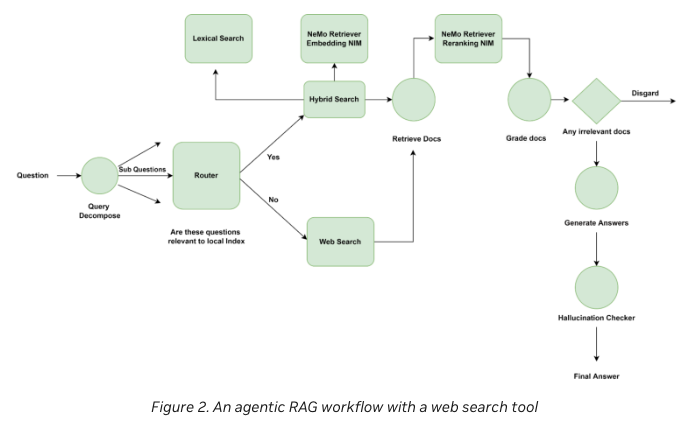 Lexical Search
NeMo Retriever
Embedding NIM
NeMo Retriever
Reranking NIM
Hybrid Search
Retrieve Docs
Grade docs
Any irrelevant docs
Disgard
Question
Query
Decompose
Sub Questions
Router
Yes
No
Are these questions
relevant to local Index
Web Search
Generate Answers
Hallucination Checker
Final Answer
Figure 2. An agentic RAG workflow with a web search tool